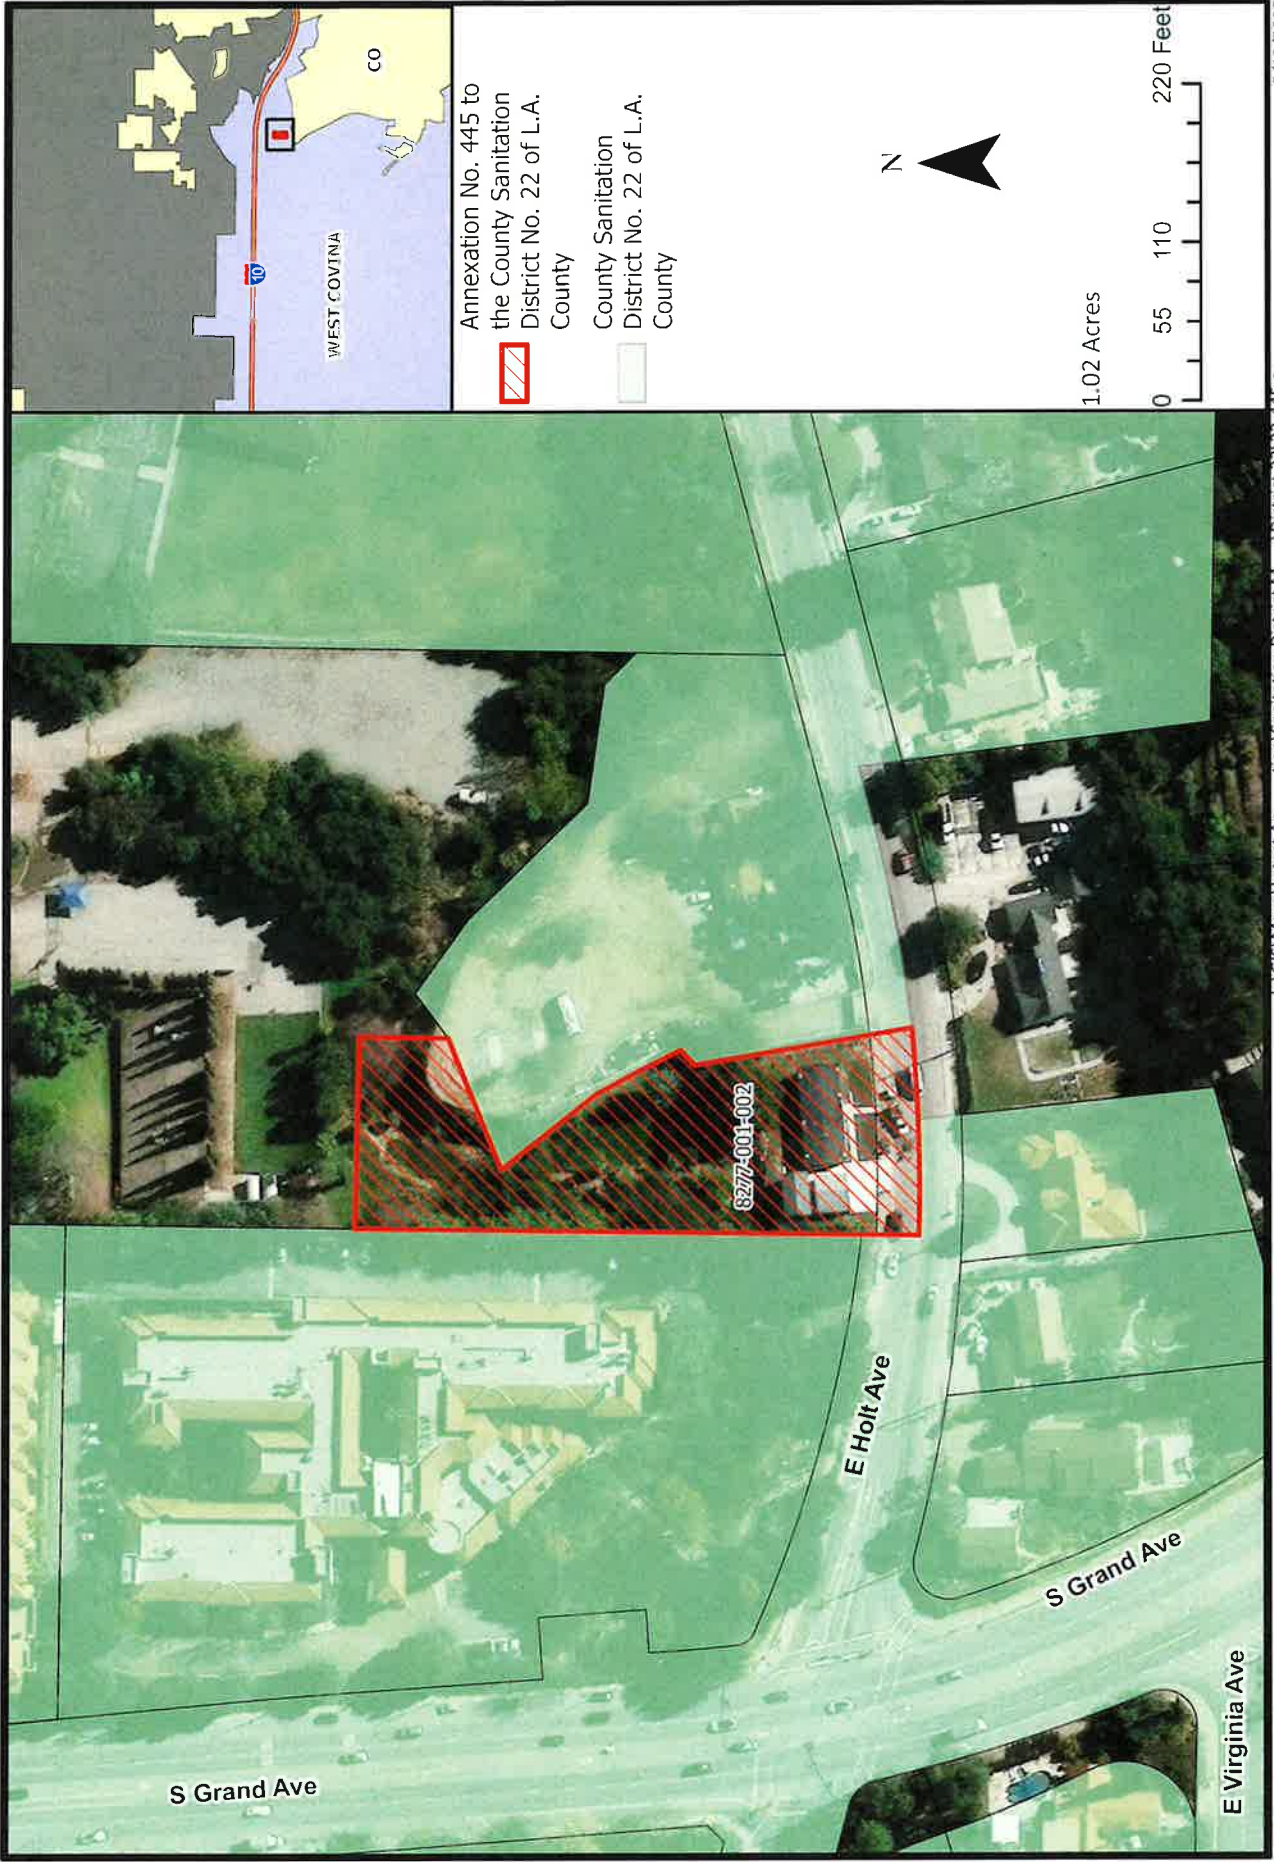 S Grand Ave
E Virginia Ave
S Grand Ave
E Holt Ave
8277-001-002
10
WEST COVINA
CO
Annexation No. 445 to
the County Sanitation
District No. 22 of L.A.
County
County Sanitation
District No. 22 of L.A.
County
N
1.02 Acres
0 55 110 220 Feet